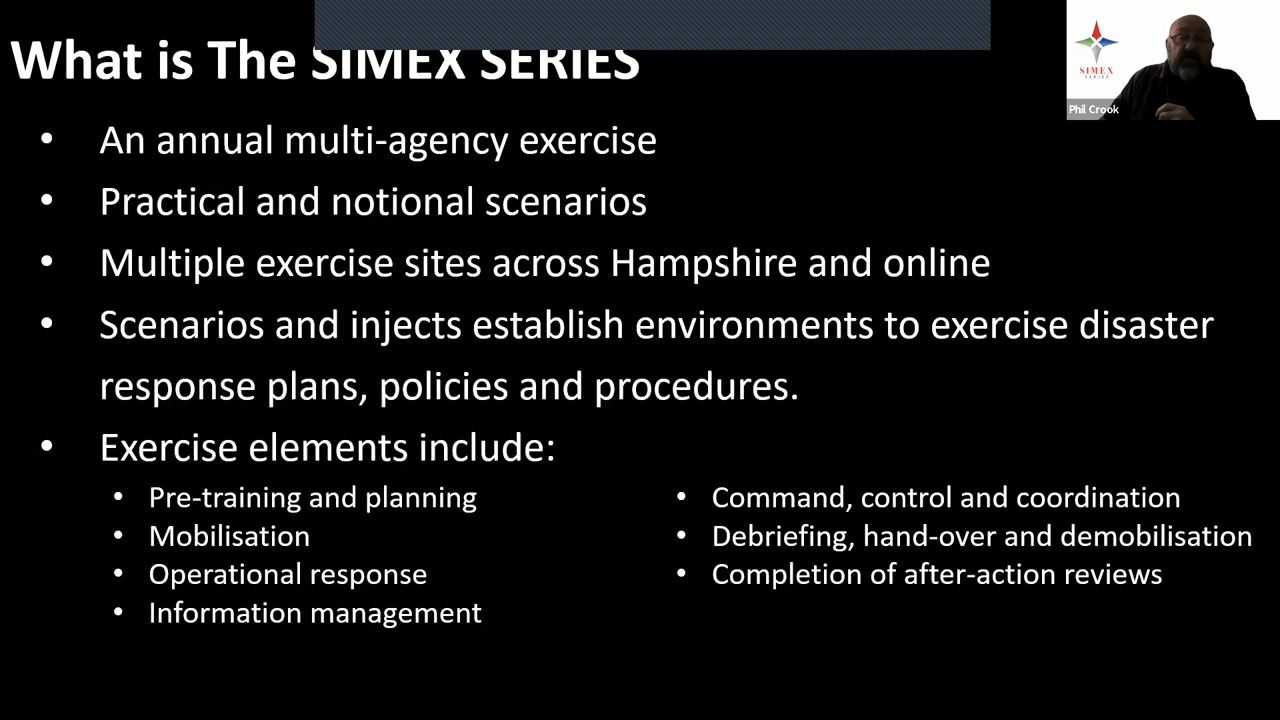 What is The SIMEX SERIES
SIMEX
SERIES
Phil Crook
• An annual multi-agency exercise
• Practical and notional scenarios
• Multiple exercise sites across Hampshire and online
• Scenarios and injects establish environments to exercise disaster
response plans, policies and procedures.
• Exercise elements include:
• Pre-training and planning
• Mobilisation
• Operational response
• Information management
• Command, control and coordination
• Debriefing, hand-over and demobilisation
• Completion of after-action reviews